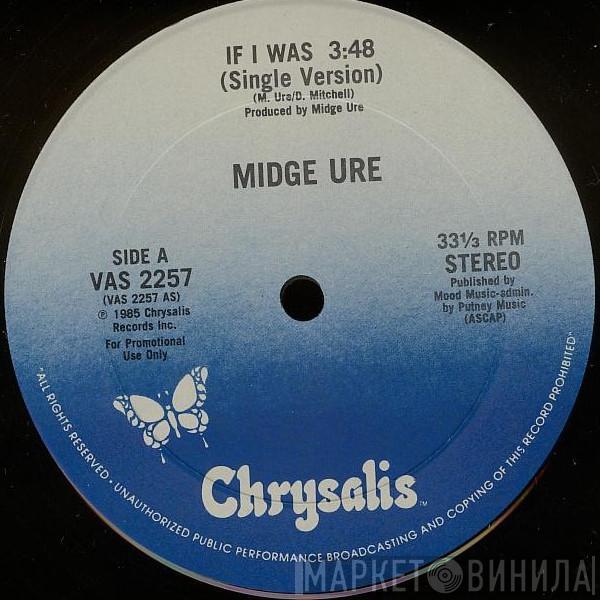 IF I WAS 3:48
(Single Version)
(M. Ure/D. Mitchell)
Produced by Midge Ure
MIDGE URE
SIDE A
VAS 2257
(VAS 2257 AS)
℗ 1985 Chrysalis
Records Inc.
For Promotional
Use Only
33⅓ RPM
STEREO
Published by
Mood Music-admin.
by Putney Music
(ASCAP)
Chrysalis™
"ALL RIGHTS RESERVED • UNAUTHORIZED PUBLIC PERFORMANCE BROADCASTING AND COPYING OF THIS RECORD PROHIBITED"
МАРКЕТ ВИНИЛА